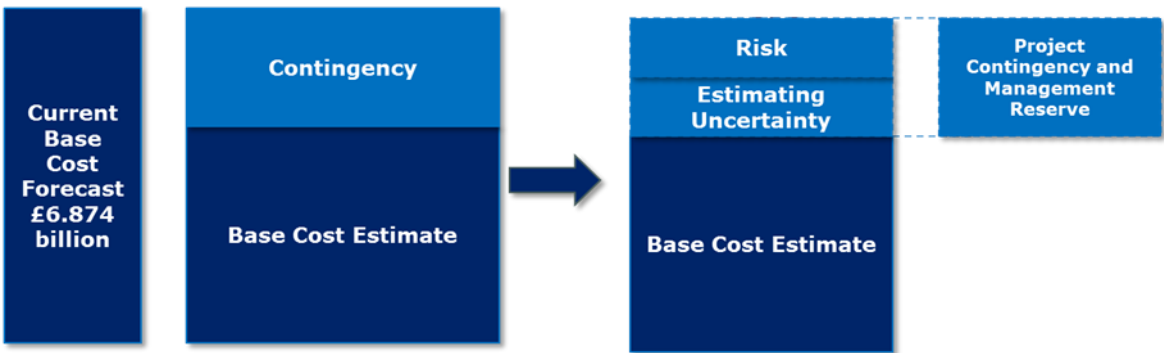 Current
Base
Cost
Forecast
£6.874
billion
Contingency
Base Cost Estimate
Risk
Estimating
Uncertainty
Base Cost Estimate
Project
Contingency and
Management
Reserve